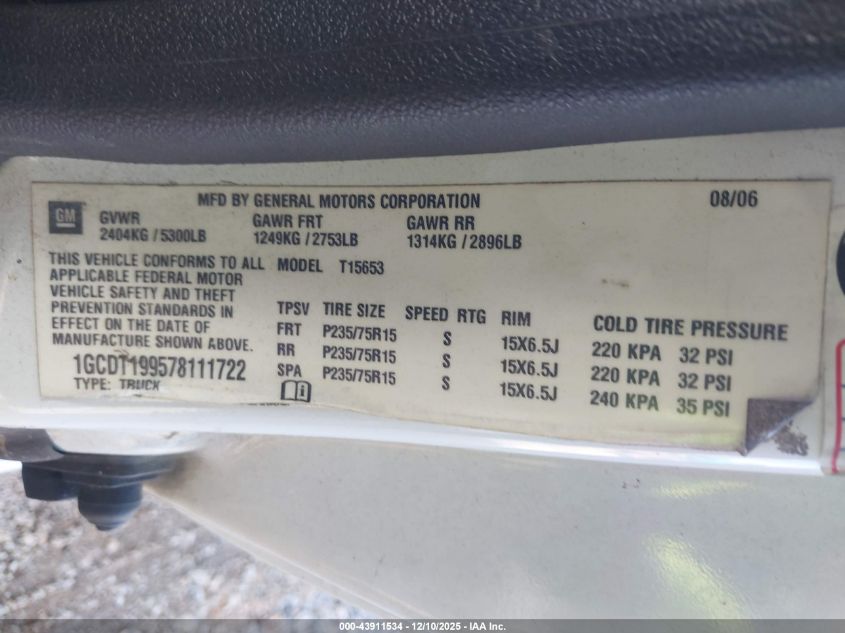 MFD BY GENERAL MOTORS CORPORATION 08/06
GM
GVWR GAWR FRT GAWR RR
2404KG / 5300LB 1249KG / 2753LB 1314KG / 2896LB
THIS VEHICLE CONFORMS TO ALL
APPLICABLE FEDERAL MOTOR
VEHICLE SAFETY AND THEFT
PREVENTION STANDARDS IN
EFFECT ON THE DATE OF
MANUFACTURE SHOWN ABOVE.
1GCDT199578111722
TYPE: TRUCK
MODEL T15653
TPSV TIRE SIZE SPEED RTG RIM COLD TIRE PRESSURE
FRT P235/75R15 S 15X6.5J 220 KPA 32 PSI
RR P235/75R15 S 15X6.5J 220 KPA 32 PSI
SPA P235/75R15 S 15X6.5J 240 KPA 35 PSI
000-43911534 - 12/10/2025 - IAA Inc.